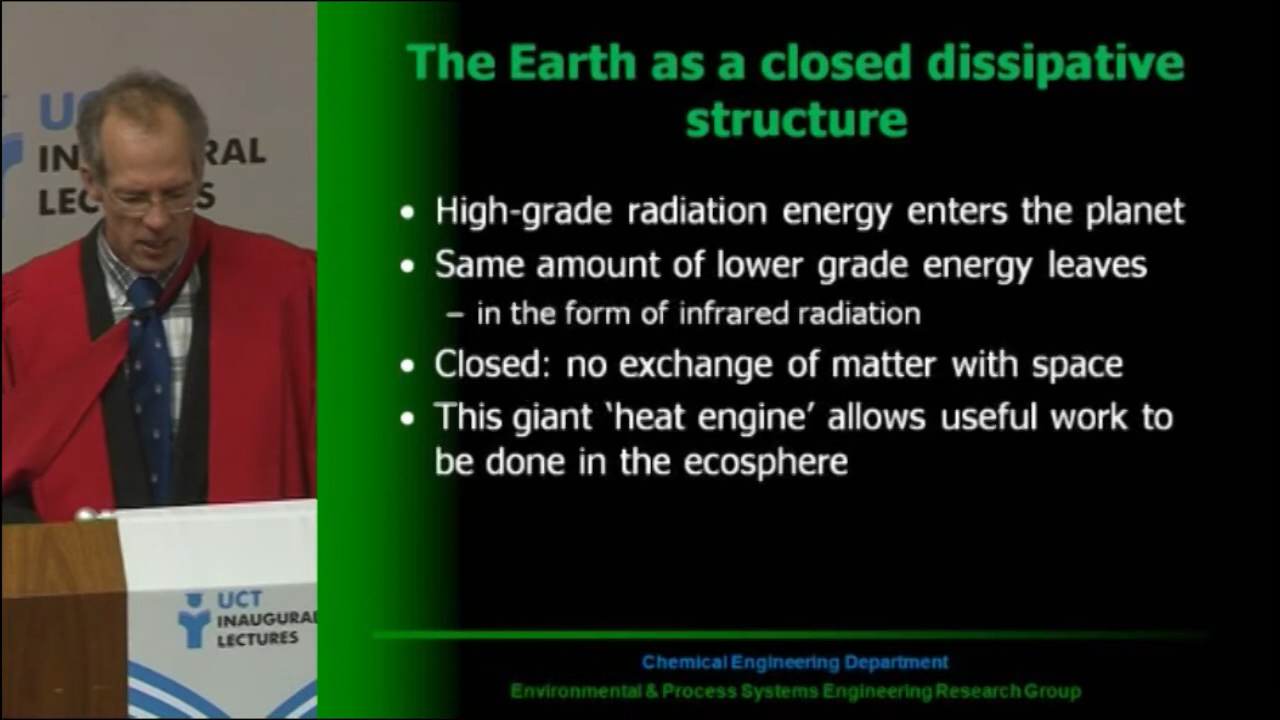 The Earth as a closed dissipative
structure
• High-grade radiation energy enters the planet
• Same amount of lower grade energy leaves
– in the form of infrared radiation
• Closed: no exchange of matter with space
• This giant ‘heat engine’ allows useful work to
be done in the ecosphere
Chemical Engineering Department
Environmental & Process Systems Engineering Research Group
UCT
INAUGURAL
LECTURES